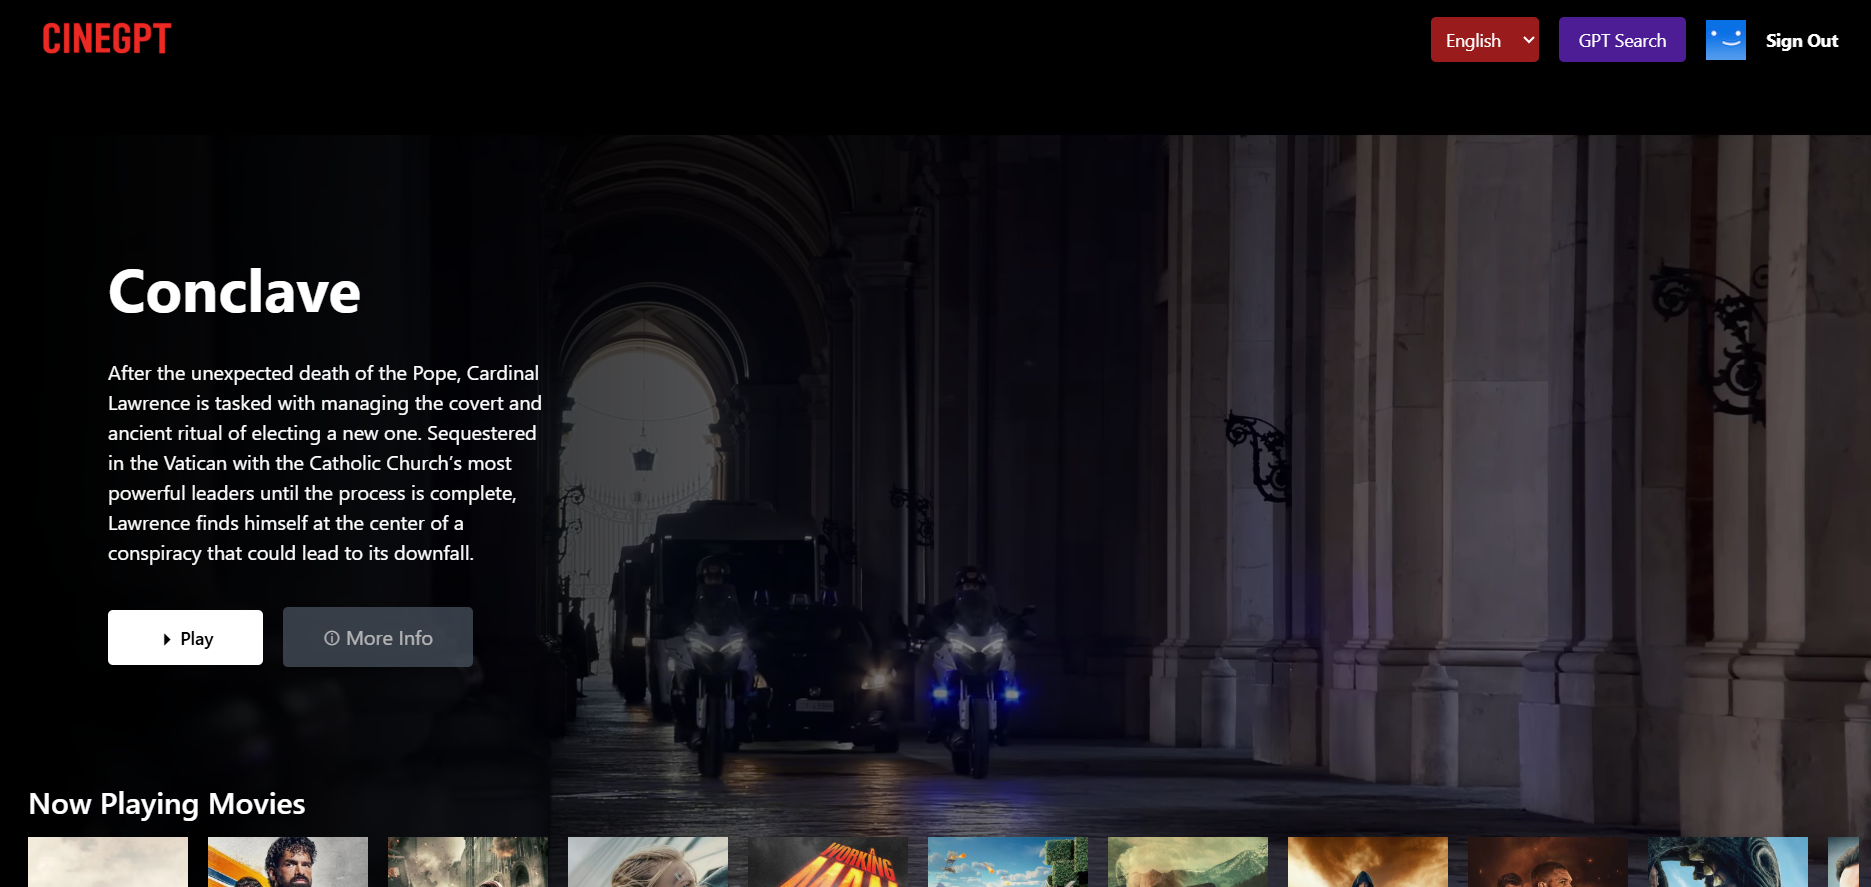 CINEGPT
English
GPT Search
Sign Out
Conclave
After the unexpected death of the Pope, Cardinal
Lawrence is tasked with managing the covert and
ancient ritual of electing a new one. Sequestered
in the Vatican with the Catholic Church’s most
powerful leaders until the process is complete,
Lawrence finds himself at the center of a
conspiracy that could lead to its downfall.
Play
More Info
Now Playing Movies
A WORKING
MAN